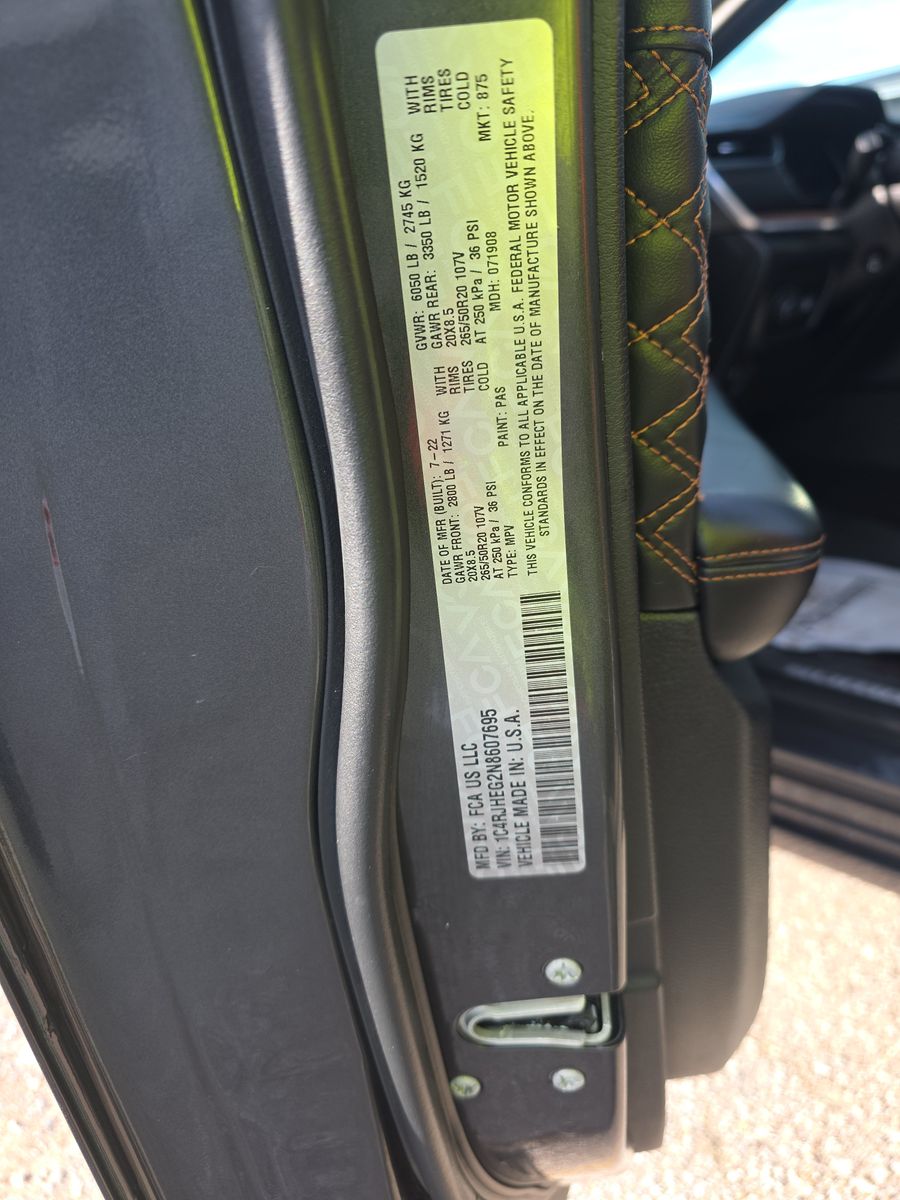 MFD BY: FCA US LLC
VIN: 1C4RJHEG2N8607695
VEHICLE MADE IN: U.S.A.
DATE OF MFR (BUILT): 7-22
GVWR: 6050 LB / 2745 KG
GAWR FRONT: 2800 LB / 1271 KG WITH
20X8.5 RIMS
265/50R20 107V TIRES
AT 250 kPa / 36 PSI COLD
GAWR REAR: 3350 LB / 1520 KG WITH
20X8.5 RIMS
265/50R20 107V TIRES
AT 250 kPa / 36 PSI COLD
TYPE: MPV PAINT: PAS MDH: 071908 MKT: 875
THIS VEHICLE CONFORMS TO ALL APPLICABLE U.S.A. FEDERAL MOTOR VEHICLE SAFETY
STANDARDS IN EFFECT ON THE DATE OF MANUFACTURE SHOWN ABOVE.